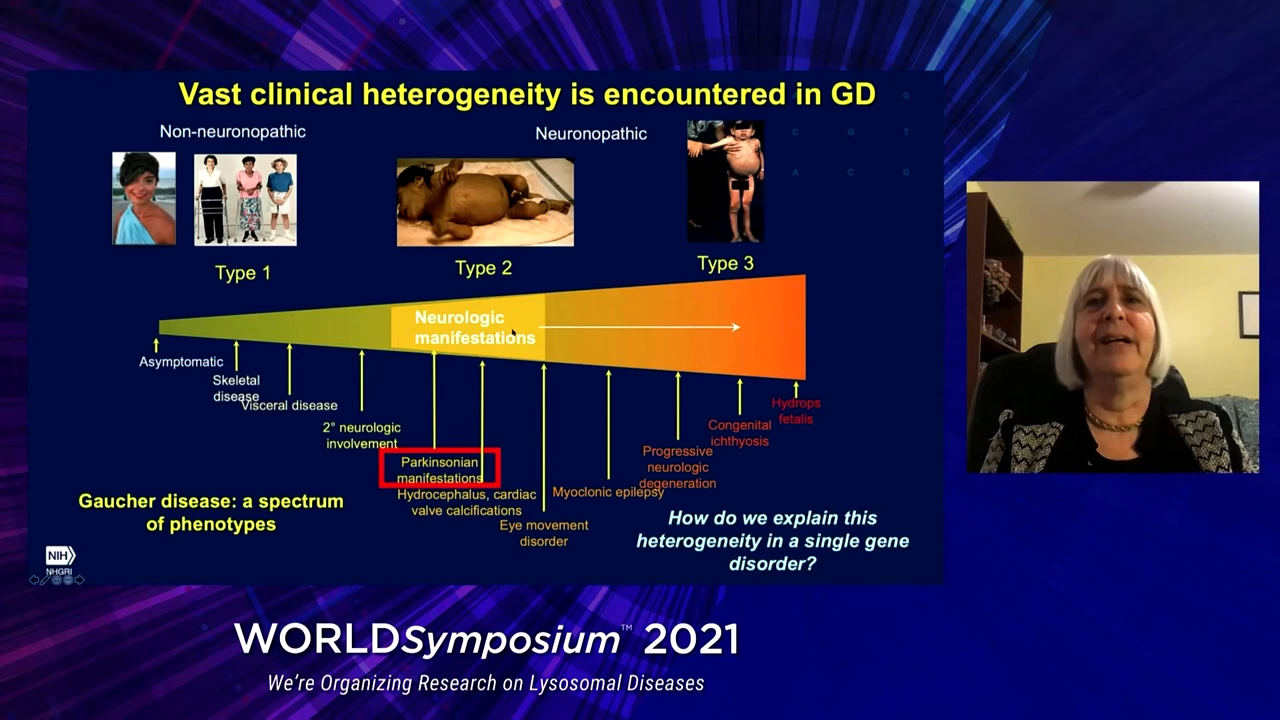 Vast clinical heterogeneity is encountered in GD
Non-neuronopathic
Neuronopathic
Type 1
Type 2
Type 3
Neurologic
manifestations
Asymptomatic
Skeletal
disease
Visceral disease
2° neurologic
involvement
Parkinsonian
manifestations
Hydrocephalus, cardiac
valve calcifications
Eye movement
disorder
Myoclonic epilepsy
Progressive
neurologic
degeneration
Congenital
ichthyosis
Hydrops
fetalis
Gaucher disease: a spectrum
of phenotypes
How do we explain this
heterogeneity in a single gene
disorder?
NIH
NHGRI
G
C G T
A C G
WORLDSymposium™ 2021
We're Organizing Research on Lysosomal Diseases